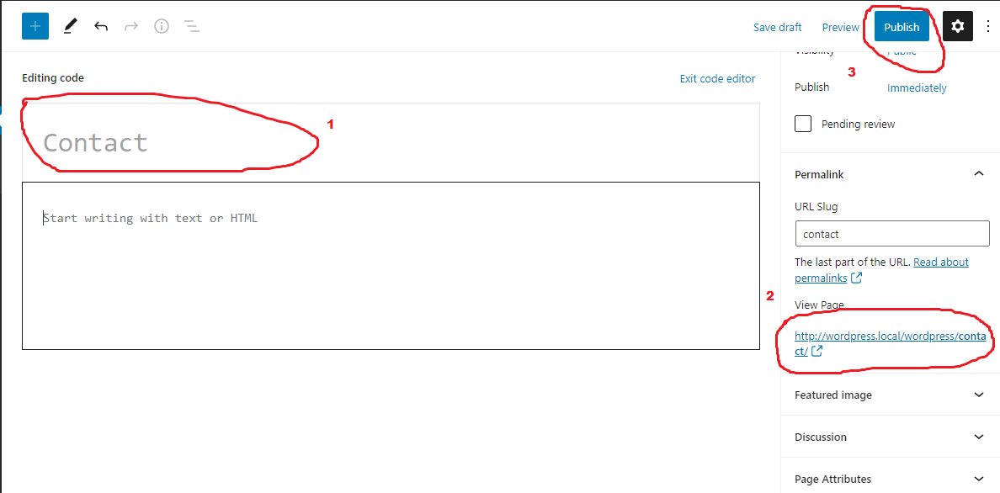 Save draft Preview Publish
Editing code Exit code editor
Visibility Public
3
Publish Immediately
1
Contact
Pending review
Start writing with text or HTML
Permalink
URL Slug
contact
The last part of the URL. Read about
permalinks
2
View Page
http://wordpress.local/wordpress/conta
ct/
Featured image
Discussion
Page Attributes